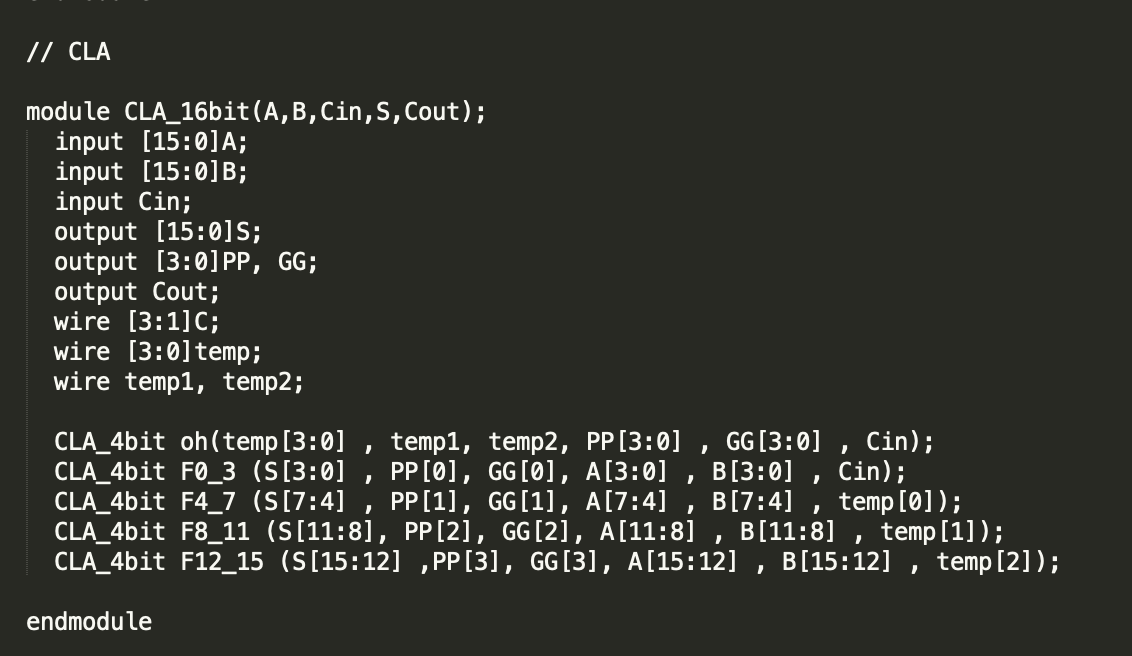 // CLA
module CLA_16bit(A,B,Cin,S,Cout);
input [15:0]A;
input [15:0]B;
input Cin;
output [15:0]S;
output [3:0]PP, GG;
output Cout;
wire [3:1]C;
wire [3:0]temp;
wire temp1, temp2;
CLA_4bit oh(temp[3:0] , temp1, temp2, PP[3:0] , GG[3:0] , Cin);
CLA_4bit F0_3 (S[3:0] , PP[0], GG[0], A[3:0] , B[3:0] , Cin);
CLA_4bit F4_7 (S[7:4] , PP[1], GG[1], A[7:4] , B[7:4] , temp[0]);
CLA_4bit F8_11 (S[11:8], PP[2], GG[2], A[11:8] , B[11:8] , temp[1]);
CLA_4bit F12_15 (S[15:12] ,PP[3], GG[3], A[15:12] , B[15:12] , temp[2]);
endmodule